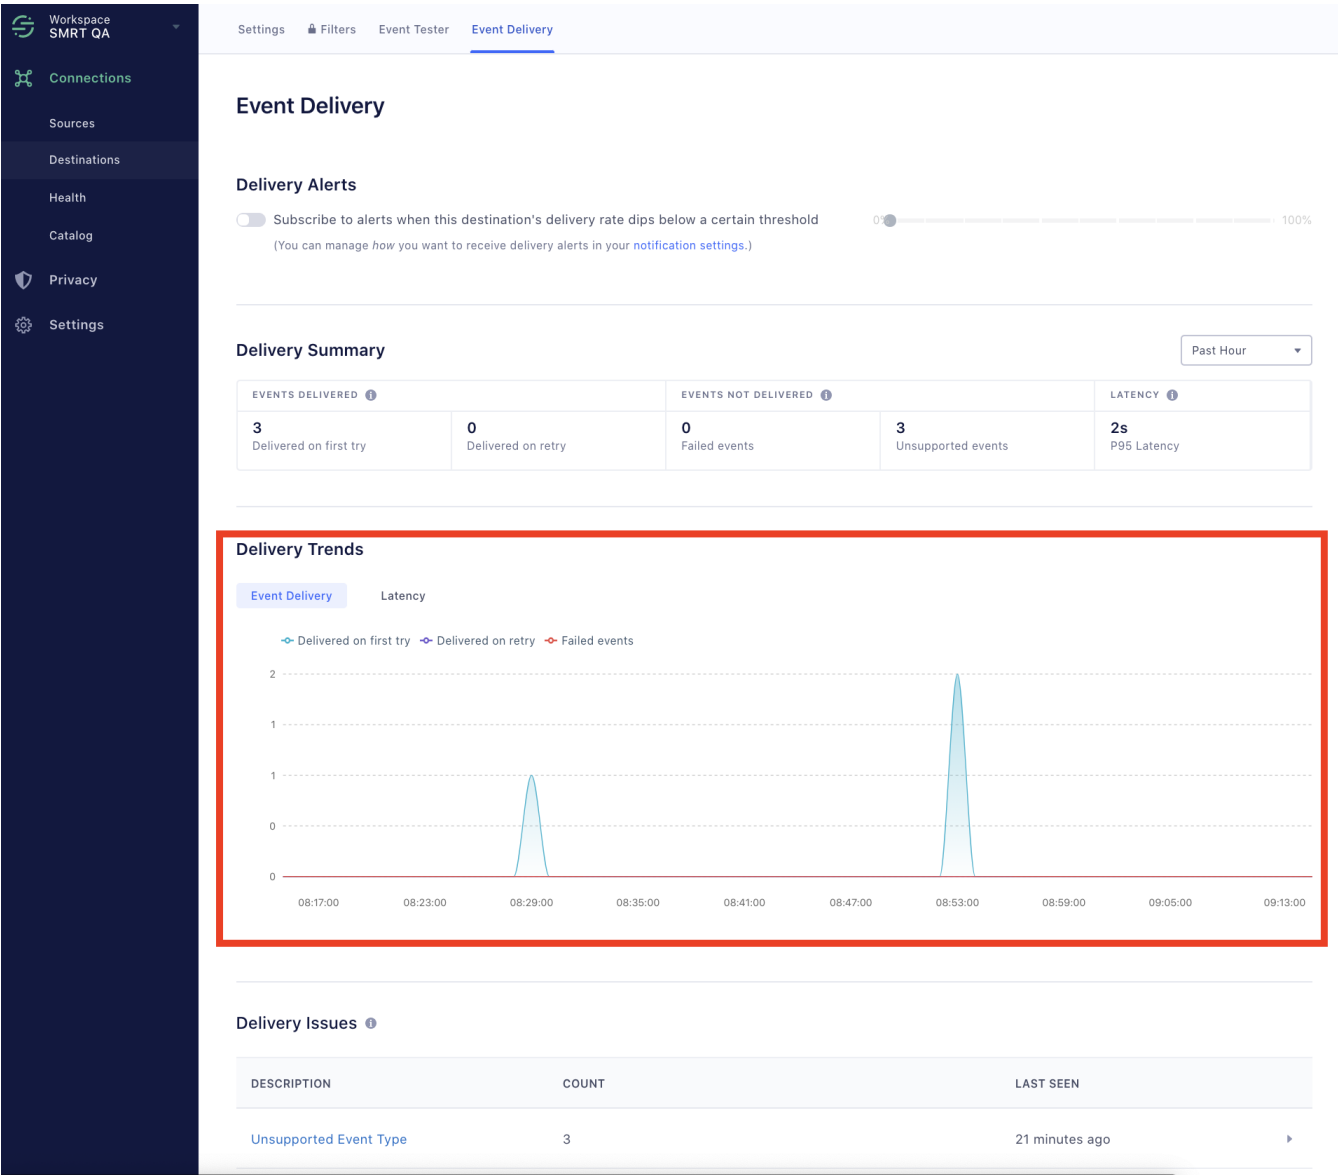 Workspace
SMRT QA
Settings Filters Event Tester Event Delivery
Connections
Sources
Destinations
Health
Catalog
Privacy
Settings
Event Delivery
Delivery Alerts
Subscribe to alerts when this destination's delivery rate dips below a certain threshold
0% 100%
(You can manage how you want to receive delivery alerts in your notification settings.)
Delivery Summary
Past Hour
EVENTS DELIVERED EVENTS NOT DELIVERED LATENCY
3 0 0 3 2s
Delivered on first try Delivered on retry Failed events Unsupported events P95 Latency
Delivery Trends
Event Delivery Latency
Delivered on first try Delivered on retry Failed events
2
1
1
0
0
08:17:00 08:23:00 08:29:00 08:35:00 08:41:00 08:47:00 08:53:00 08:59:00 09:05:00 09:13:00
Delivery Issues
DESCRIPTION COUNT LAST SEEN
Unsupported Event Type 3 21 minutes ago